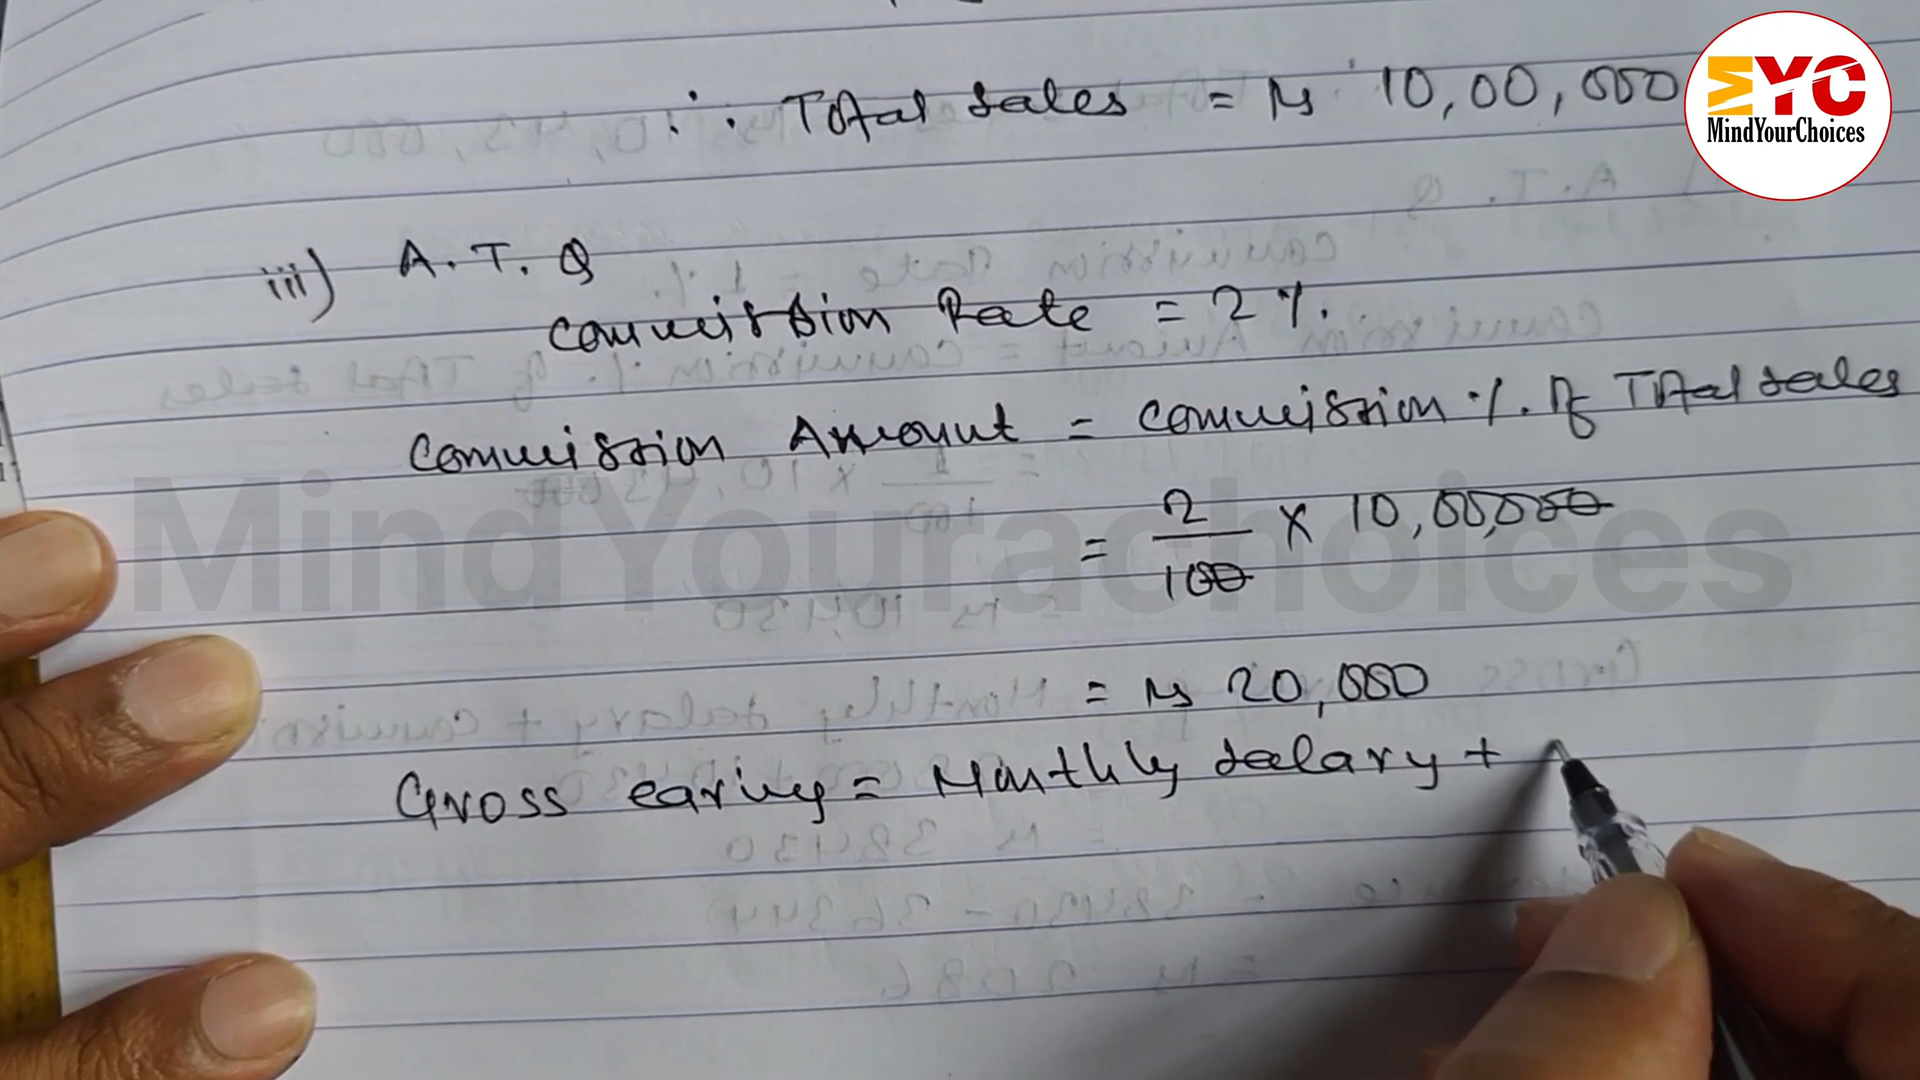 ∴ Total sales = Rs 10,00,000
MYC
MindYourChoices
iii) A.T.Q
Commission Rate = 2%.
Commission Amount = Commission %. of Total sales
= 2/100 × 10,00,000
MindYourachoices
= Rs 20,000
Gross earing = Monthly salary +